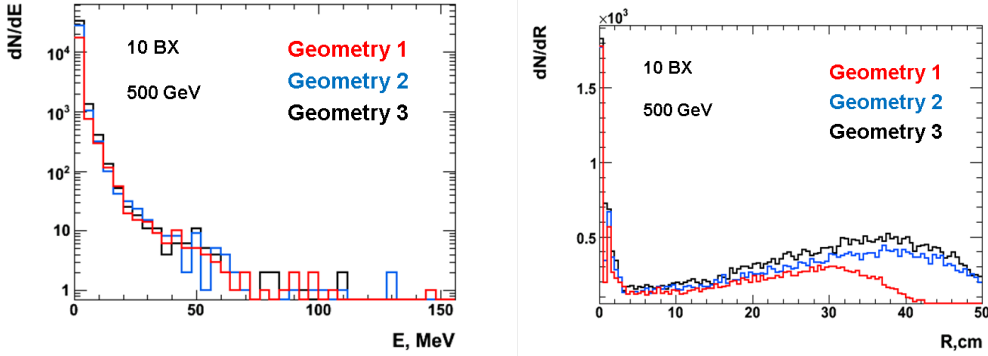 dN/dE
10⁴
10³
10²
10
1
10 BX
500 GeV
Geometry 1
Geometry 2
Geometry 3
0
50
100
150
E, MeV
×10³
dN/dR
1.5
1
0.5
10 BX
500 GeV
Geometry 1
Geometry 2
Geometry 3
0
10
20
30
40
50
R,cm